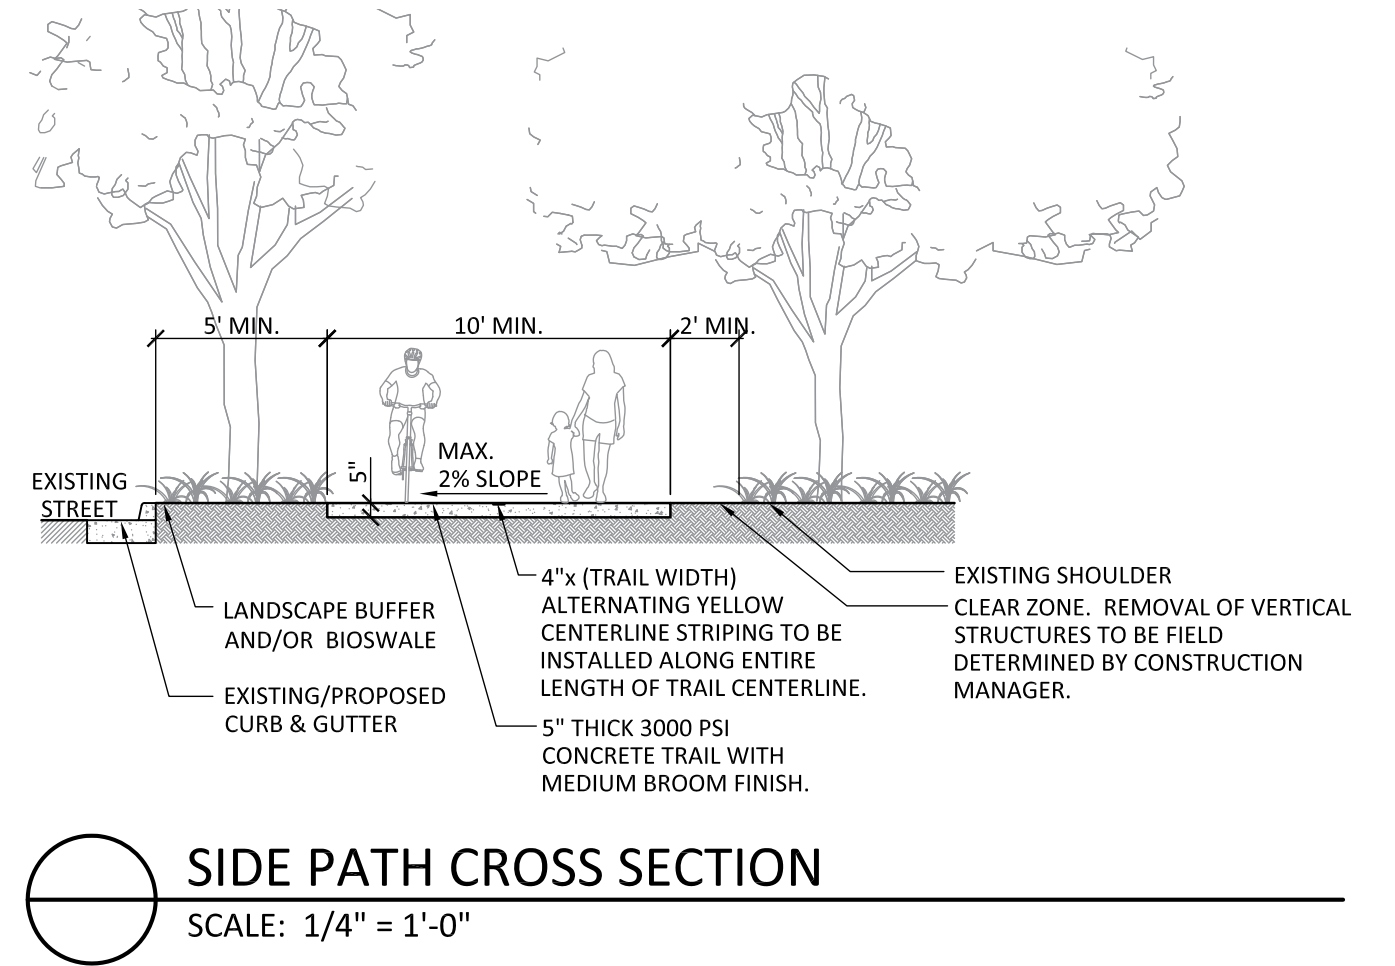 5' MIN.
10' MIN.
2' MIN.
MAX.
2% SLOPE
5"
EXISTING
STREET
LANDSCAPE BUFFER
AND/OR  BIOSWALE
EXISTING/PROPOSED
CURB & GUTTER
4"x (TRAIL WIDTH)
ALTERNATING YELLOW
CENTERLINE STRIPING TO BE
INSTALLED ALONG ENTIRE
LENGTH OF TRAIL CENTERLINE.
5" THICK 3000 PSI
CONCRETE TRAIL WITH
MEDIUM BROOM FINISH.
EXISTING SHOULDER
CLEAR ZONE.  REMOVAL OF VERTICAL
STRUCTURES TO BE FIELD
DETERMINED BY CONSTRUCTION
MANAGER.
SIDE PATH CROSS SECTION
SCALE:  1/4" = 1'-0"